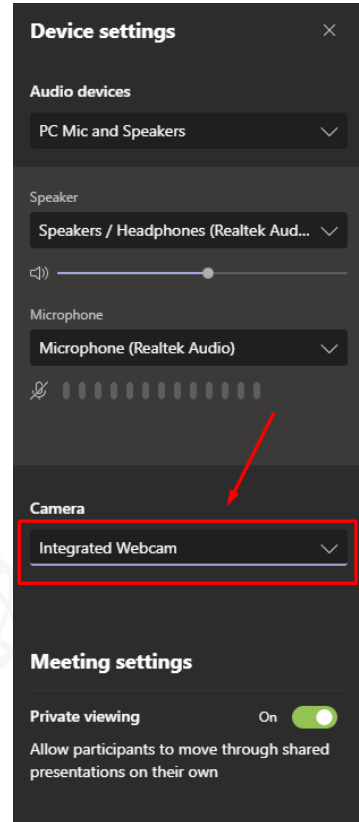 Device settings
Audio devices
PC Mic and Speakers
Speaker
Speakers / Headphones (Realtek Aud...
Microphone
Microphone (Realtek Audio)
Camera
Integrated Webcam
Meeting settings
Private viewing On
Allow participants to move through shared
presentations on their own